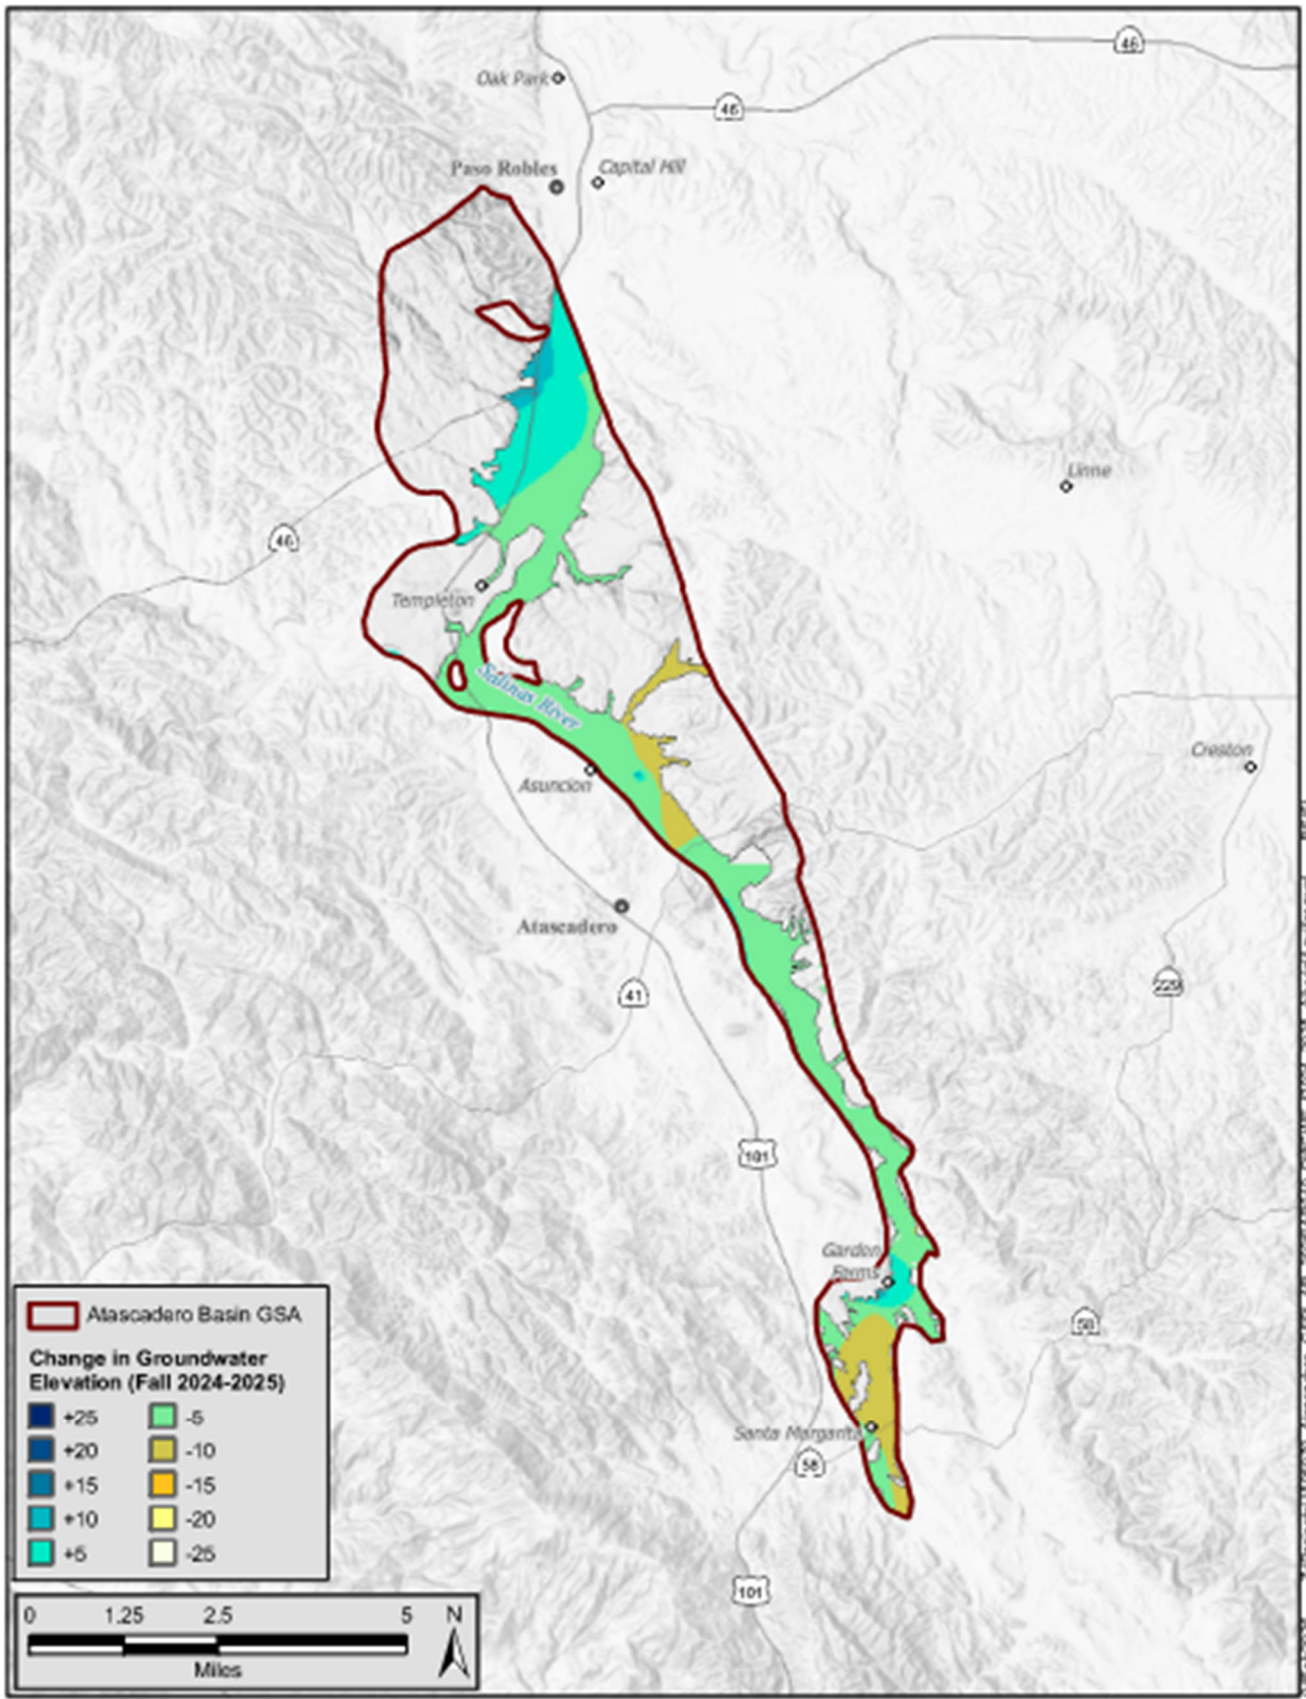 46
Oak Park
46
Paso Robles
Capital Hill
Linne
46
Templeton
Salinas River
Creston
Asuncion
Atascadero
41
229
101
Garden
Farms
58
Santa Margarita
58
101
Atascadero Basin GSA
Change in Groundwater
Elevation (Fall 2024-2025)
+25 -5
+20 -10
+15 -15
+10 -20
+5 -25
0 1.25 2.5 5 N
Miles